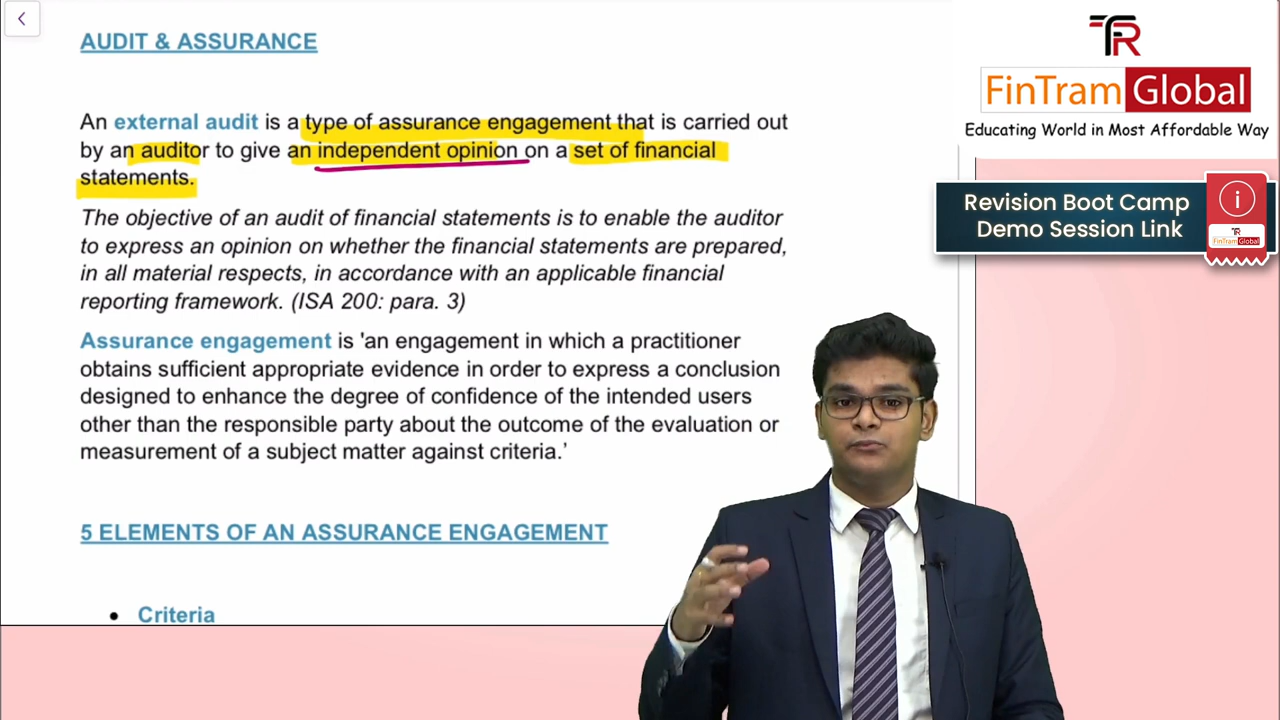 AUDIT & ASSURANCE
An external audit is a type of assurance engagement that is carried out
by an auditor to give an independent opinion on a set of financial
statements.
The objective of an audit of financial statements is to enable the auditor
to express an opinion on whether the financial statements are prepared,
in all material respects, in accordance with an applicable financial
reporting framework. (ISA 200: para. 3)
Assurance engagement is 'an engagement in which a practitioner
obtains sufficient appropriate evidence in order to express a conclusion
designed to enhance the degree of confidence of the intended users
other than the responsible party about the outcome of the evaluation or
measurement of a subject matter against criteria.’
5 ELEMENTS OF AN ASSURANCE ENGAGEMENT
• Criteria
FR
FinTram Global
Educating World in Most Affordable Way
Revision Boot Camp
Demo Session Link
i
FR
FinTram Global